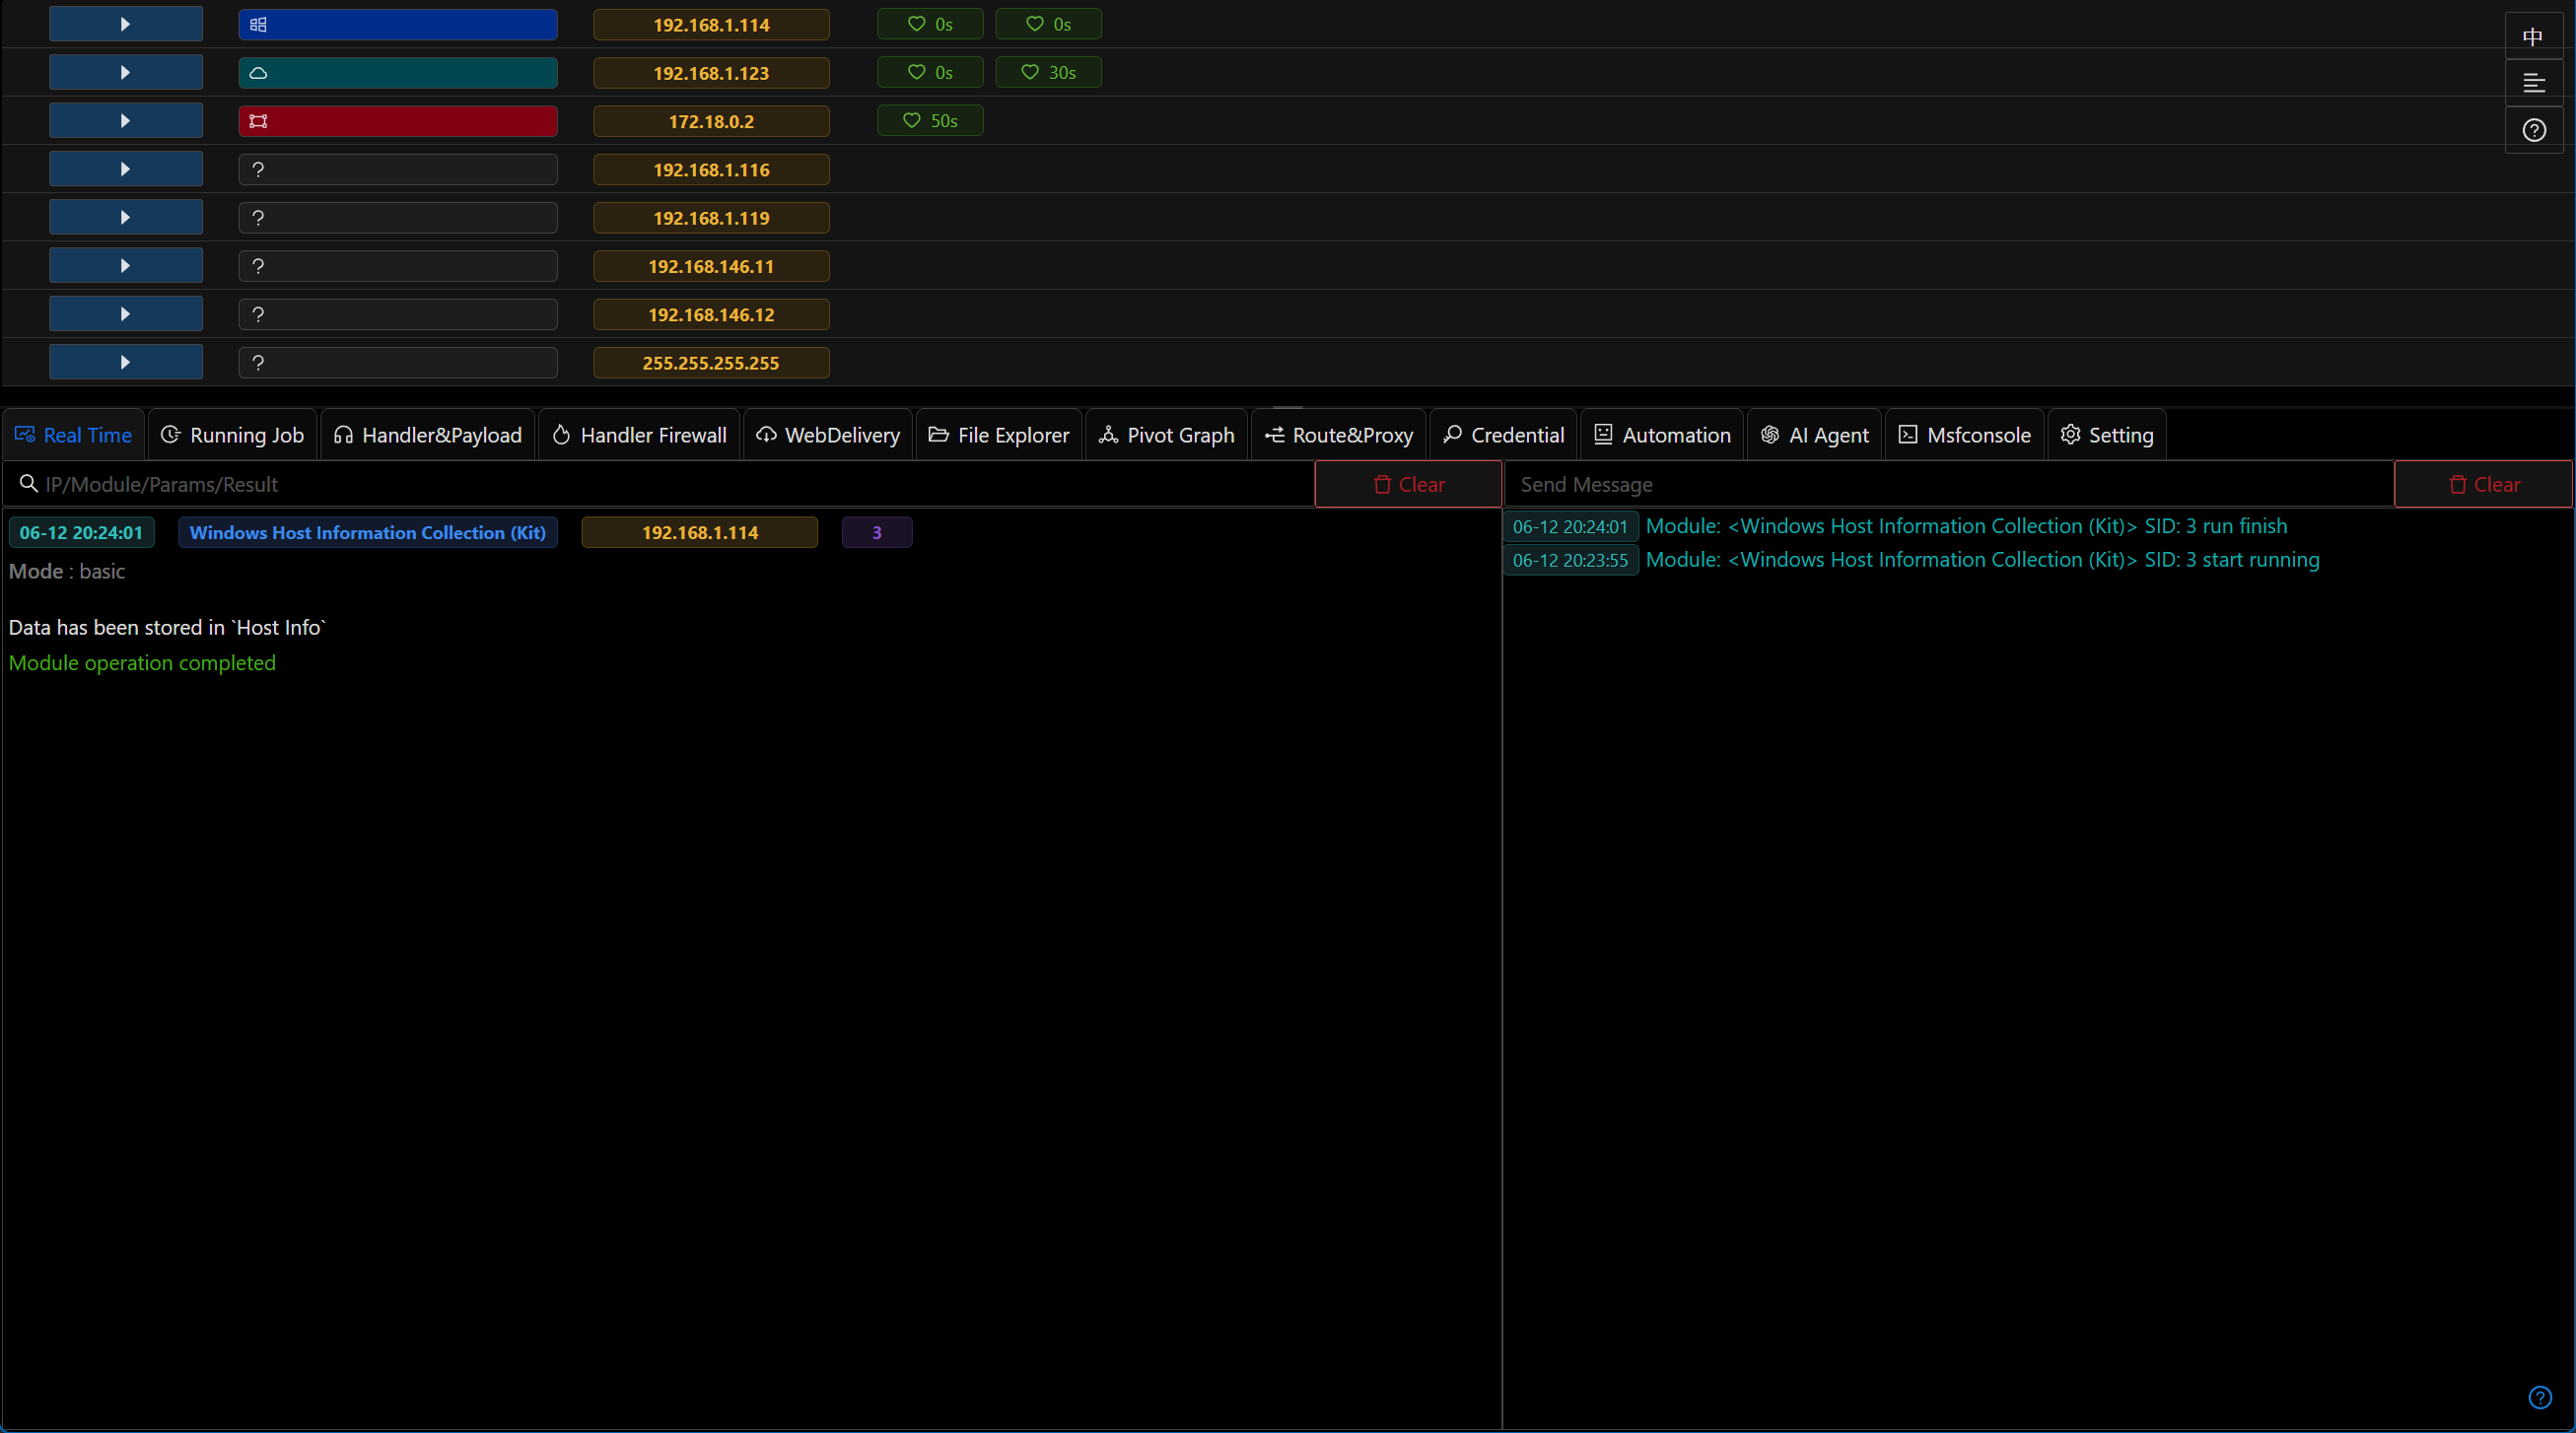 192.168.1.114 0s 0s
中
192.168.1.123 0s 30s
172.18.0.2 50s
? 192.168.1.116
? 192.168.1.119
? 192.168.146.11
? 192.168.146.12
? 255.255.255.255
Real Time Running Job Handler&Payload Handler Firewall WebDelivery File Explorer Pivot Graph Route&Proxy Credential Automation AI Agent Msfconsole Setting
IP/Module/Params/Result Clear Send Message Clear
06-12 20:24:01 Windows Host Information Collection (Kit) 192.168.1.114 3
Mode : basic
Data has been stored in `Host Info`
Module operation completed
06-12 20:24:01 Module: <Windows Host Information Collection (Kit)> SID: 3 run finish
06-12 20:23:55 Module: <Windows Host Information Collection (Kit)> SID: 3 start running